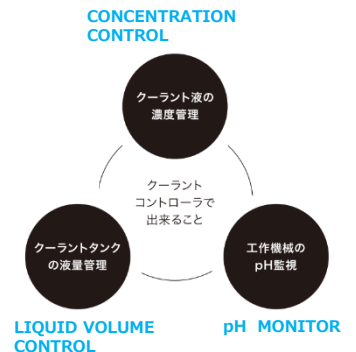 CONCENTRATION
CONTROL
クーラント液の
濃度管理
クーラント
コントローラで
出来ること
クーラントタンク
の液量管理
工作機械の
pH監視
LIQUID VOLUME
CONTROL
pH MONITOR